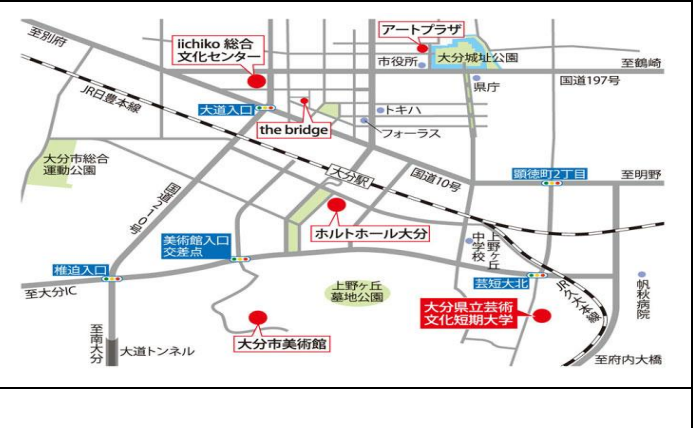 至別府
iichiko 総合
文化センター
アートプラザ
市役所
大分城址公園
至鶴崎
国道197号
県庁
JR日豊本線
大道入口
the bridge
トキハ
フォーラス
大分市総合
運動公園
国道210号
大分駅
国道10号
顕徳町2丁目
至明野
ホルトホール大分
美術館入口
交差点
上野ヶ丘
中学校
椎迫入口
至大分IC
上野ヶ丘
墓地公園
芸短大北
JR久大本線
帆秋病院
大分県立芸術
文化短期大学
大分市美術館
至南大分
大道トンネル
至府内大橋